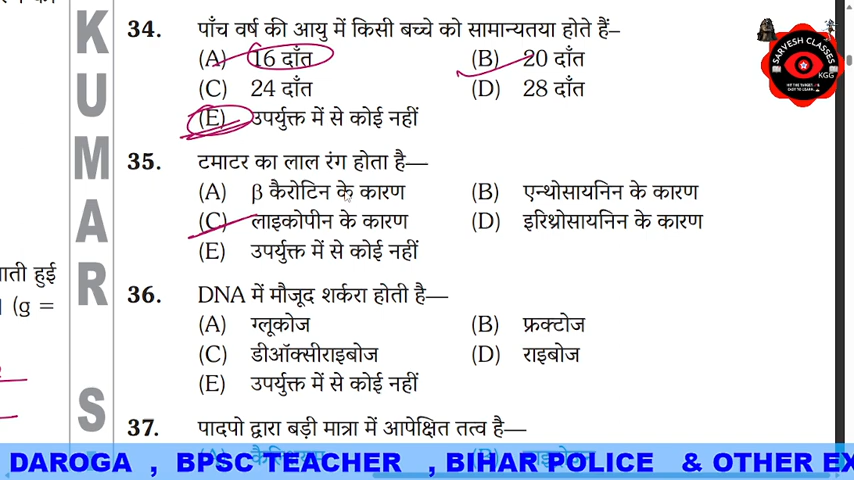 K
U
M
A
R
S
34. पाँच वर्ष की आयु में किसी बच्चे को सामान्यतया होते हैं–
(A) 16 दाँत (B) 20 दाँत
(C) 24 दाँत (D) 28 दाँत
(E) उपर्युक्त में से कोई नहीं
35. टमाटर का लाल रंग होता है—
(A) β कैरोटिन के कारण (B) एन्थोसायनिन के कारण
(C) लाइकोपीन के कारण (D) इरिथ्रोसायनिन के कारण
(E) उपर्युक्त में से कोई नहीं
36. DNA में मौजूद शर्करा होती है—
(A) ग्लूकोज (B) फ्रक्टोज
(C) डीऑक्सीराइबोज (D) राइबोज
(E) उपर्युक्त में से कोई नहीं
37. पादपो द्वारा बड़ी मात्रा में आपेक्षित तत्व है—
(A) (B)
हुई
(g =
SARVESH CLASSES
KGG
DAROGA , BPSC TEACHER , BIHAR POLICE & OTHER EX